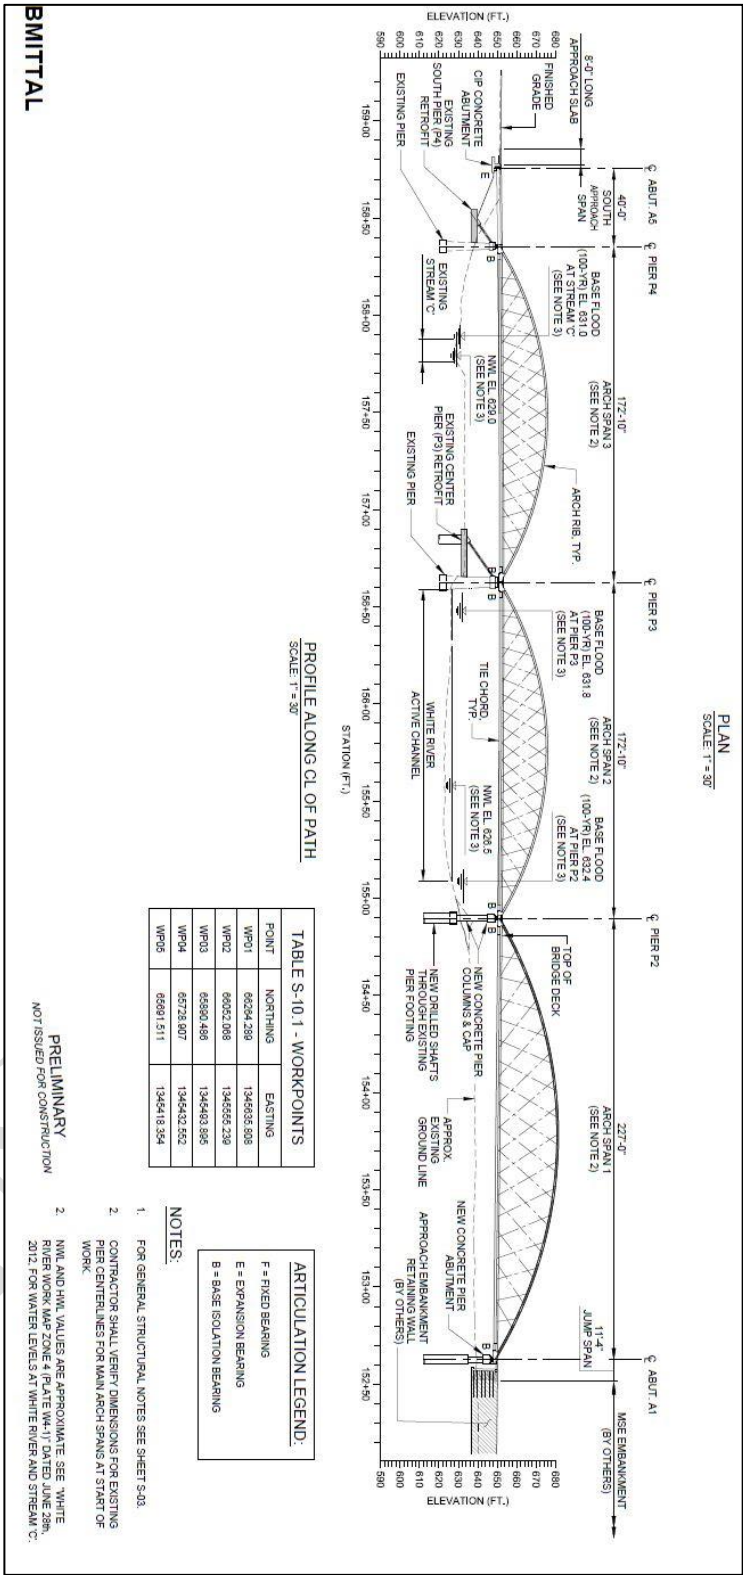 PLAN
SCALE: 1" = 30'
℄ ABUT. A5
℄ PIER P4
℄ PIER P3
℄ PIER P2
℄ ABUT. A1
8'-0" LONG
APPROACH SLAB
40'-0"
SOUTH
APPROACH
SPAN
172'-10"
ARCH SPAN 3
(SEE NOTE 2)
172'-10"
ARCH SPAN 2
(SEE NOTE 2)
227'-0"
ARCH SPAN 1
(SEE NOTE 2)
11'-4"
JUMP SPAN
MSE EMBANKMENT
(BY OTHERS)
FINISHED
GRADE
BASE FLOOD
(100-YR) EL. 631.0
AT STREAM 'C'
(SEE NOTE 3)
ARCH RIB, TYP.
BASE FLOOD
(100-YR) EL. 631.8
AT PIER P3
(SEE NOTE 3)
BASE FLOOD
(100-YR) EL. 632.4
AT PIER P2
(SEE NOTE 3)
TOP OF
BRIDGE DECK
ELEVATION (FT.)
680
670
660
650
640
630
620
610
600
590
E
B
B
B
B
B
B
CIP CONCRETE
ABUTMENT
EXISTING
SOUTH PIER (P4)
RETROFIT
EXISTING PIER
EXISTING
STREAM 'C'
NWL EL. 629.0
(SEE NOTE 3)
EXISTING CENTER
PIER (P3) RETROFIT
EXISTING PIER
TIE CHORD,
TYP.
WHITE RIVER
ACTIVE CHANNEL
NWL EL. 626.5
(SEE NOTE 3)
NEW CONCRETE PIER
COLUMNS & CAP
NEW DRILLED SHAFTS
THROUGH EXISTING
PIER FOOTING
APPROX.
EXISTING
GROUND LINE
NEW CONCRETE PIER
ABUTMENT
APPROACH EMBANKMENT
RETAINING WALL
(BY OTHERS)
ELEVATION (FT.)
680
670
660
650
640
630
620
610
600
590
159+00
158+50
158+00
157+50
157+00
156+50
156+00
155+50
155+00
154+50
154+00
153+50
153+00
152+50
STATION (FT.)
PROFILE ALONG CL OF PATH
SCALE: 1" = 30'
TABLE S-10.1 - WORKPOINTS
POINT NORTHING EASTING
WP01 66264.289 1345635.808
WP02 66052.068 1345555.239
WP03 65890.486 1345493.895
WP04 65728.907 1345432.552
WP05 65691.511 1345418.354
ARTICULATION LEGEND:
F = FIXED BEARING
E = EXPANSION BEARING
B = BASE ISOLATION BEARING
NOTES:
1. FOR GENERAL STRUCTURAL NOTES SEE SHEET S-03.
2. CONTRACTOR SHALL VERIFY DIMENSIONS FOR EXISTING
PIER CENTERLINES FOR MAIN ARCH SPANS AT START OF
WORK.
2. NWL AND HWL VALUES ARE APPROXIMATE. SEE "WHITE
RIVER WORK MAP ZONE 4 (PLATE W4-1)" DATED JUNE 28th,
2012, FOR WATER LEVELS AT WHITE RIVER AND STREAM 'C'.
PRELIMINARY
NOT ISSUED FOR CONSTRUCTION
BMITTAL